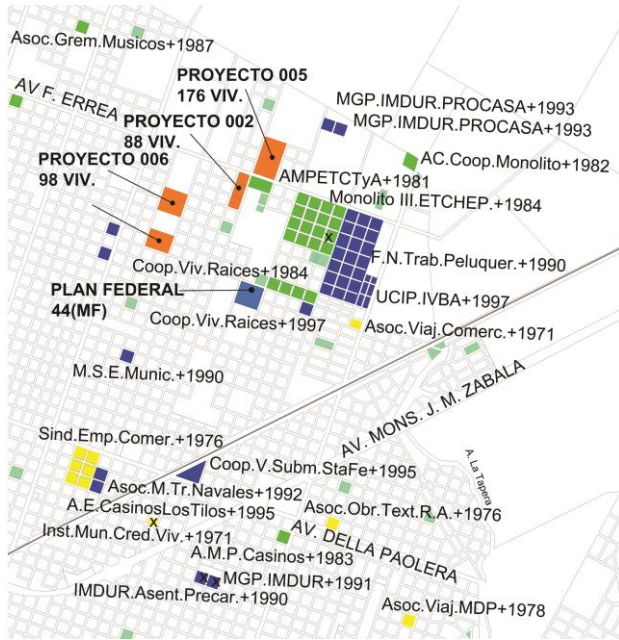 Asoc.Grem.Musicos+1987
PROYECTO 005
176 VIV.
AV F. ERREA
MGP.IMDUR.PROCASA+1993
MGP.IMDUR.PROCASA+1993
PROYECTO 002
88 VIV.
AC.Coop.Monolito+1982
PROYECTO 006
98 VIV.
AMPETCTyA+1981
Monolito III.ETCHEP.+1984
x
F.N.Trab.Peluquer.+1990
Coop.Viv.Raices+1984
PLAN FEDERAL
44(MF)
UCIP.IVBA+1997
Coop.Viv.Raices+1997
Asoc.Viaj.Comerc.+1971
M.S.E.Munic.+1990
AV. MONS. J. M. ZABALA
Sind.Emp.Comer.+1976
A. La Tapera
Coop.V.Subm.StaFe+1995
Asoc.M.Tr.Navales+1992
A.E.CasinosLosTilos+1995
Asoc.Obr.Text.R.A.+1976
x
Inst.Mun.Cred.Viv.+1971
AV. DELLA PAOLERA
A.M.P.Casinos+1983
x x
MGP.IMDUR+1991
IMDUR.Asent.Precar.+1990
Asoc.Viaj.MDP+1978